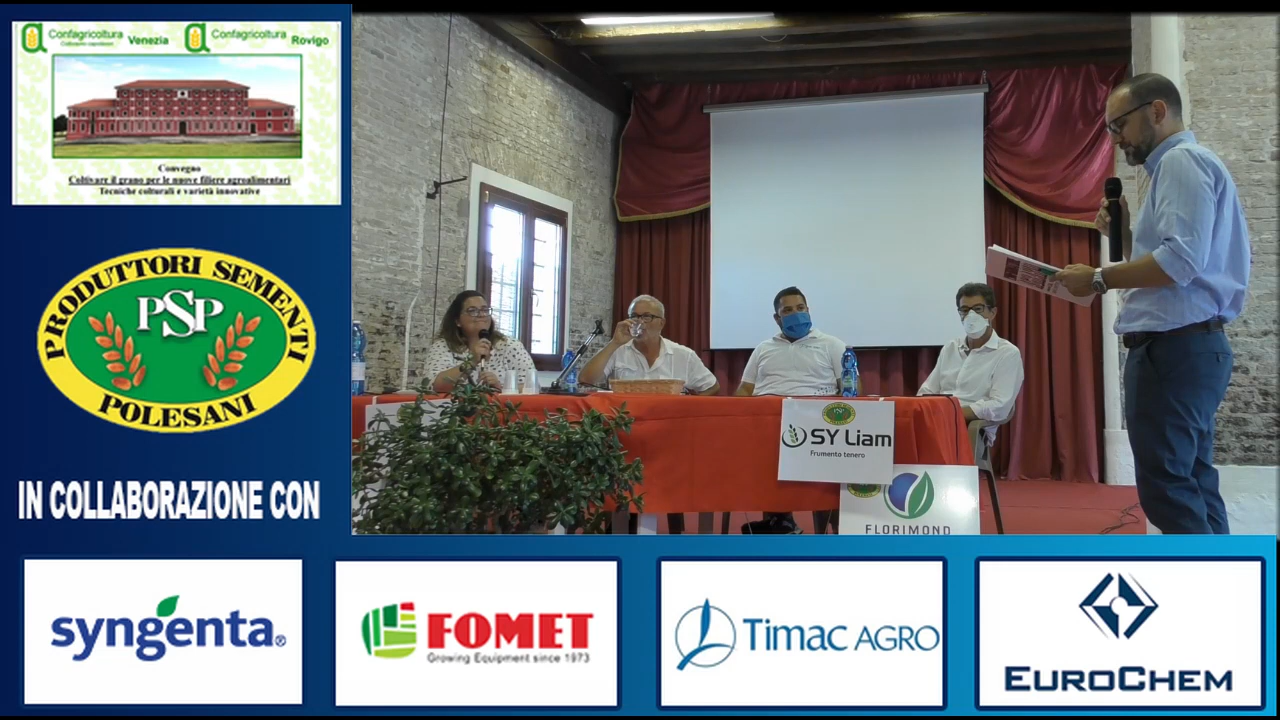 Confagricoltura
Venezia
Confagricoltura
Rovigo
Convegno
Coltivare il grano per le nuove filiere agroalimentari
Tecniche colturali e varietà innovative
PRODUTTORI SEMENTI
PSP
POLESANI
IN COLLABORAZIONE CON
SY Liam
Frumento tenero
FLORIMOND
syngenta®
FOMET
Growing Equipment since 1973
TIMAC AGRO
EUROCHEM